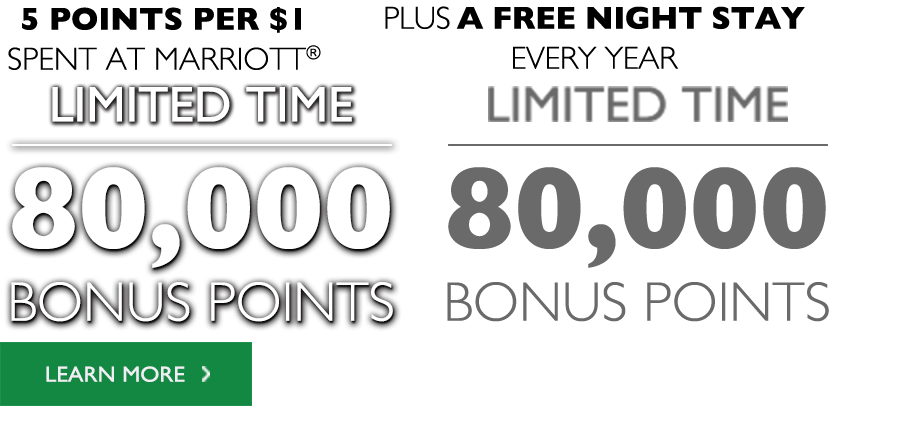 5 POINTS PER $1
SPENT AT MARRIOTT®
LIMITED TIME
80,000
BONUS POINTS
LEARN MORE >
PLUS A FREE NIGHT STAY
EVERY YEAR
LIMITED TIME
80,000
BONUS POINTS